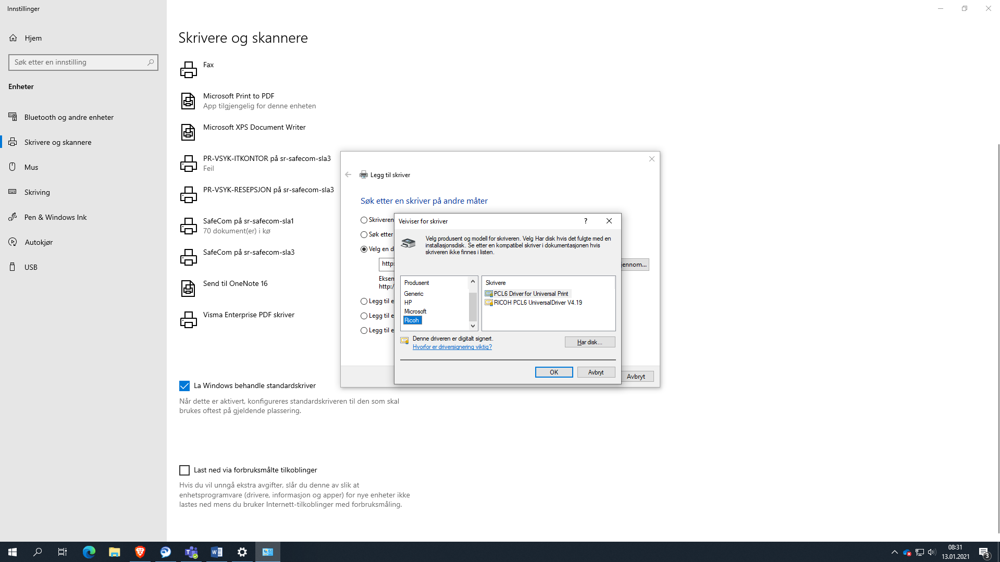 Innstillinger
Hjem
Søk etter en innstilling
Enheter
Bluetooth og andre enheter
Skrivere og skannere
Mus
Skriving
Pen & Windows Ink
Autokjør
USB
Skrivere og skannere
Fax
Microsoft Print to PDF
App tilgjengelig for denne enheten
Microsoft XPS Document Writer
PR-VSYK-ITKONTOR på sr-safecom-sla3
Feil
PR-VSYK-RESEPSJON på sr-safecom-sla3
SafeCom på sr-safecom-sla1
70 dokument(er) i kø
SafeCom på sr-safecom-sla3
Send til OneNote 16
Visma Enterprise PDF skriver
La Windows behandle standardskriver
Når dette er aktivert, konfigureres standardskriveren til den som skal
brukes oftest på gjeldende plassering.
Last ned via forbruksmålte tilkoblinger
Hvis du vil unngå ekstra avgifter, slår du denne av slik at
enhetsprogramvare (drivere, informasjon og apper) for nye enheter ikke
lastes ned mens du bruker Internett-tilkoblinger med forbruksmåling.
Legg til skriver
Søk etter en skriver på andre måter
Skriveren
Søk etter
Velg en d
http:
jennom...
Eksem
http:/
Legg til e
Legg til e
Legg til e
Avbryt
Veiviser for skriver
?
Velg produsent og modell for skriveren. Velg Har disk hvis det fulgte med en
installasjonsdisk. Se etter en kompatibel skriver i dokumentasjonen hvis
skriveren ikke finnes i listen.
Produsent
Generic
HP
Microsoft
Ricoh
Skrivere
PCL6 Driver for Universal Print
RICOH PCL6 UniversalDriver V4.19
Denne driveren er digitalt signert.
Hvorfor er driversignering viktig?
Har disk...
OK
Avbryt
08:31
13.01.2021
3